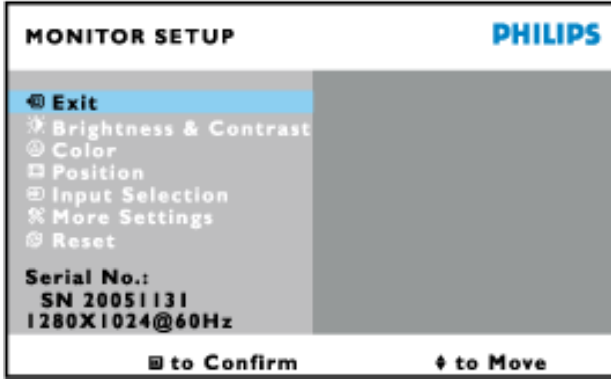 MONITOR SETUP PHILIPS
Exit
Brightness & Contrast
Color
Position
Input Selection
More Settings
Reset
Serial No.:
SN 20051131
1280X1024@60Hz
to Confirm to Move